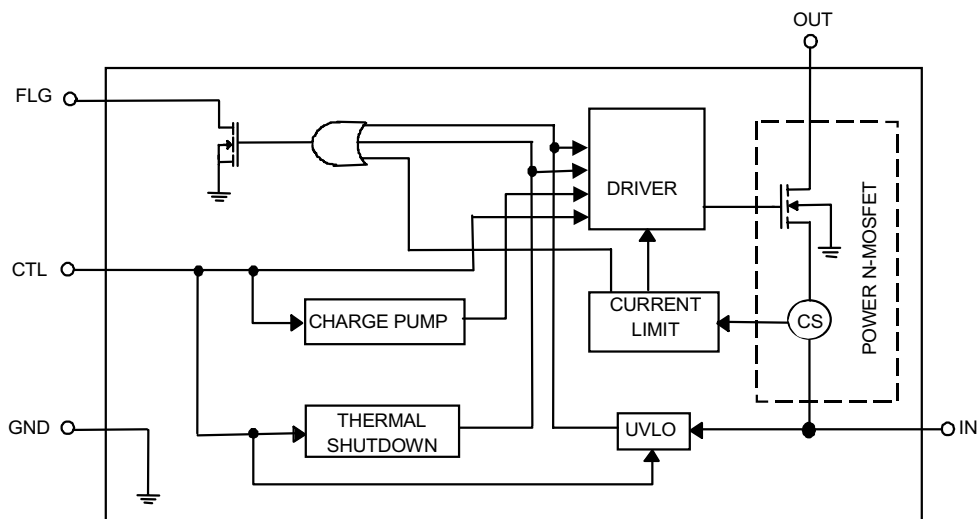 OUT
FLG
DRIVER
POWER N-MOSFET
CTL
CHARGE PUMP
CURRENT
LIMIT
CS
GND
THERMAL
SHUTDOWN
UVLO
IN